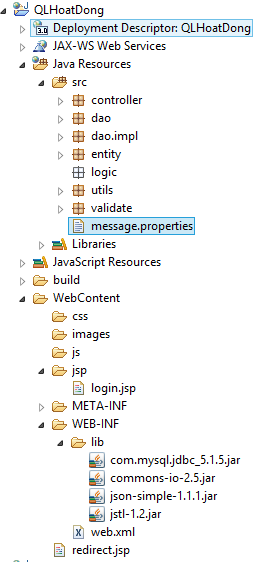 QLHoatDong
3.0 Deployment Descriptor: QLHoatDong
JAX-WS Web Services
Java Resources
src
controller
dao
dao.impl
entity
logic
utils
validate
message.properties
Libraries
JavaScript Resources
build
WebContent
css
images
js
jsp
login.jsp
META-INF
WEB-INF
lib
com.mysql.jdbc_5.1.5.jar
commons-io-2.5.jar
json-simple-1.1.1.jar
jstl-1.2.jar
web.xml
redirect.jsp